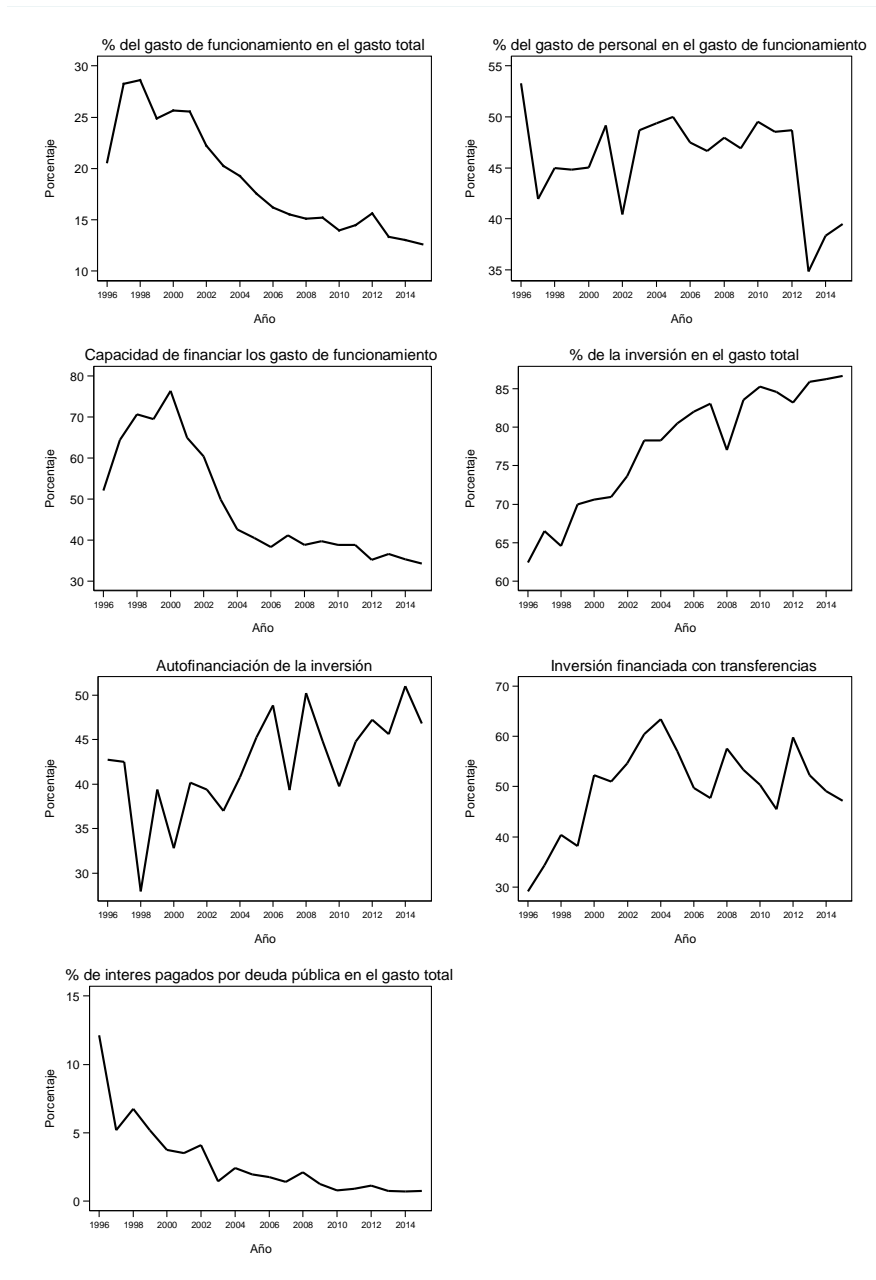 % del gasto de funcionamiento en el gasto total
30
25
20
15
10
Porcentaje
1996 1998 2000 2002 2004 2006 2008 2010 2012 2014
Año
% del gasto de personal en el gasto de funcionamiento
55
50
45
40
35
Porcentaje
1996 1998 2000 2002 2004 2006 2008 2010 2012 2014
Año
Capacidad de financiar los gasto de funcionamiento
80
70
60
50
40
30
Porcentaje
1996 1998 2000 2002 2004 2006 2008 2010 2012 2014
Año
% de la inversión en el gasto total
85
80
75
70
65
60
Porcentaje
1996 1998 2000 2002 2004 2006 2008 2010 2012 2014
Año
Autofinanciación de la inversión
50
45
40
35
30
Porcentaje
1996 1998 2000 2002 2004 2006 2008 2010 2012 2014
Año
Inversión financiada con transferencias
70
60
50
40
30
Porcentaje
1996 1998 2000 2002 2004 2006 2008 2010 2012 2014
Año
% de interes pagados por deuda pública en el gasto total
15
10
5
0
Porcentaje
1996 1998 2000 2002 2004 2006 2008 2010 2012 2014
Año